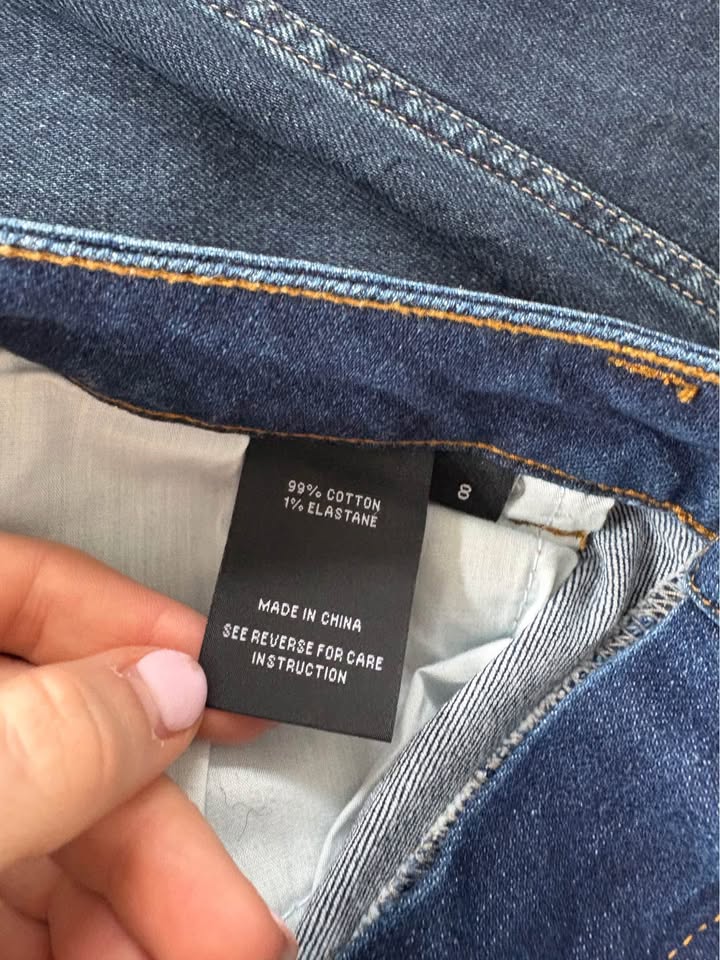 99% COTTON
1% ELASTANE
8
MADE IN CHINA
SEE REVERSE FOR CARE
INSTRUCTION